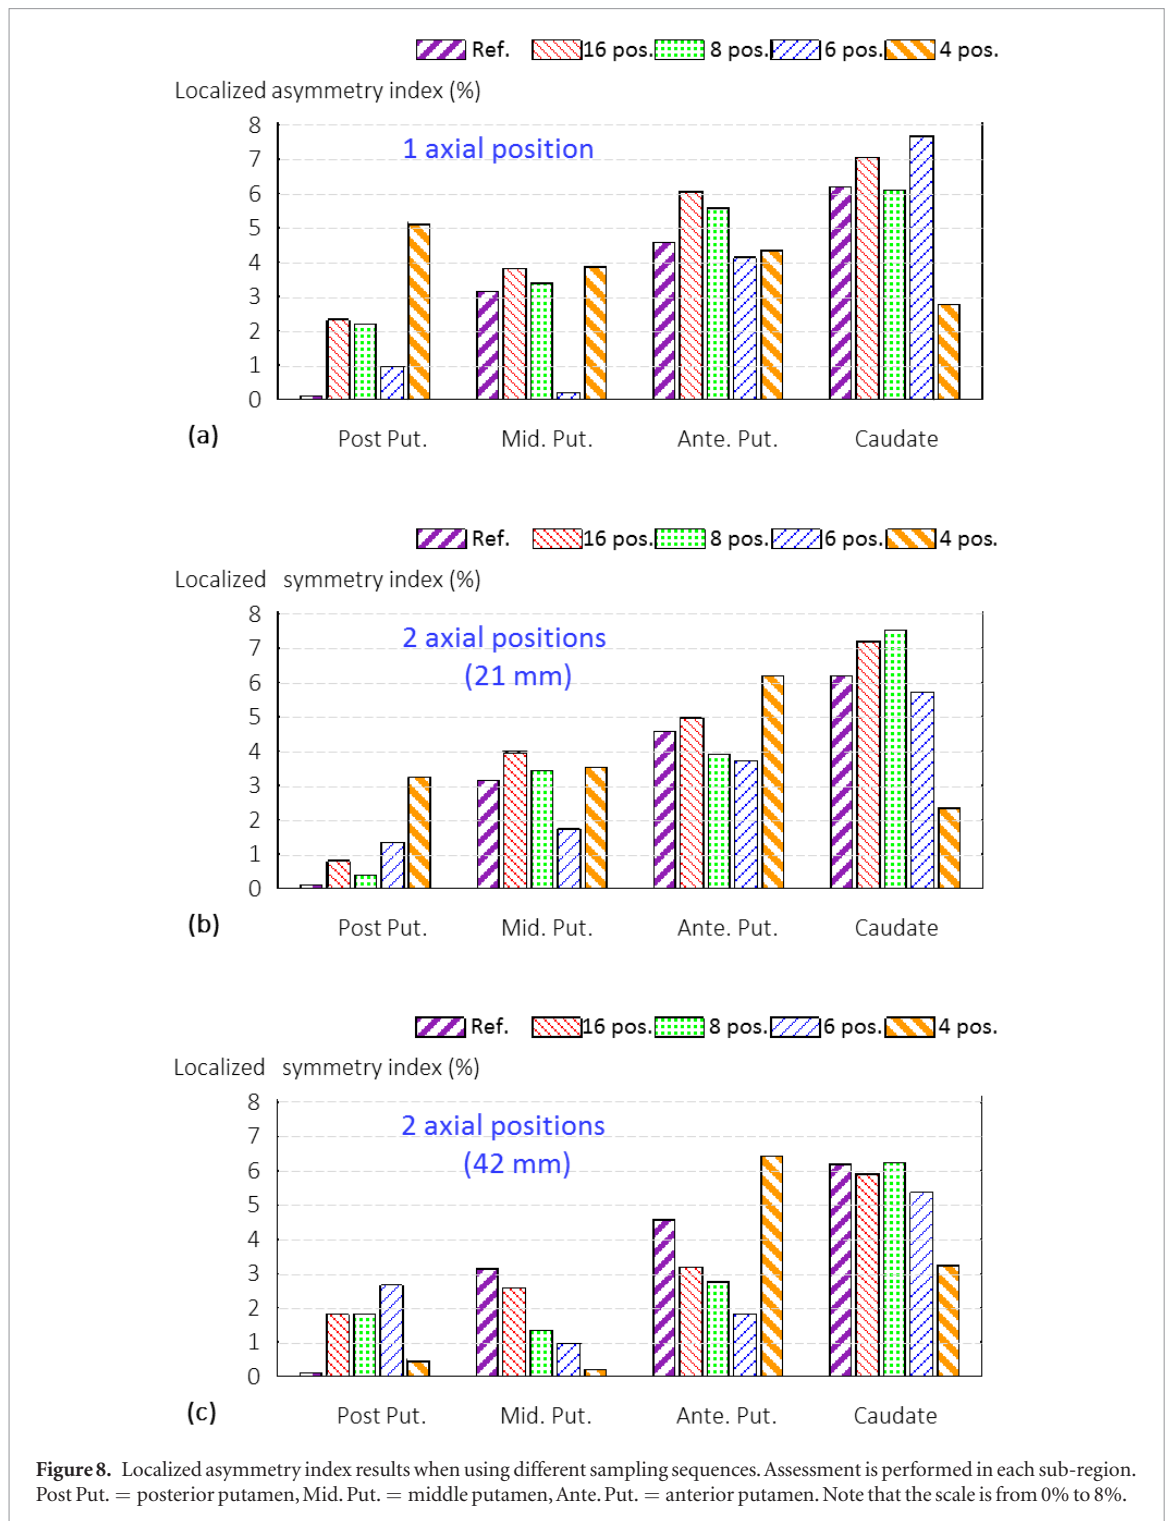 Ref. 16 pos. 8 pos. 6 pos. 4 pos.
Localized asymmetry index (%)
8
1 axial position
7
6
5
4
3
2
1
0
(a) Post Put. Mid. Put. Ante. Put. Caudate
Ref. 16 pos. 8 pos. 6 pos. 4 pos.
Localized symmetry index (%)
8
2 axial positions
7
(21 mm)
6
5
4
3
2
1
0
(b) Post Put. Mid. Put. Ante. Put. Caudate
Ref. 16 pos. 8 pos. 6 pos. 4 pos.
Localized symmetry index (%)
8
2 axial positions
7
(42 mm)
6
5
4
3
2
1
0
(c) Post Put. Mid. Put. Ante. Put. Caudate
Figure 8. Localized asymmetry index results when using different sampling sequences. Assessment is performed in each sub-region.
Post Put. = posterior putamen, Mid. Put. = middle putamen, Ante. Put. = anterior putamen. Note that the scale is from 0% to 8%.